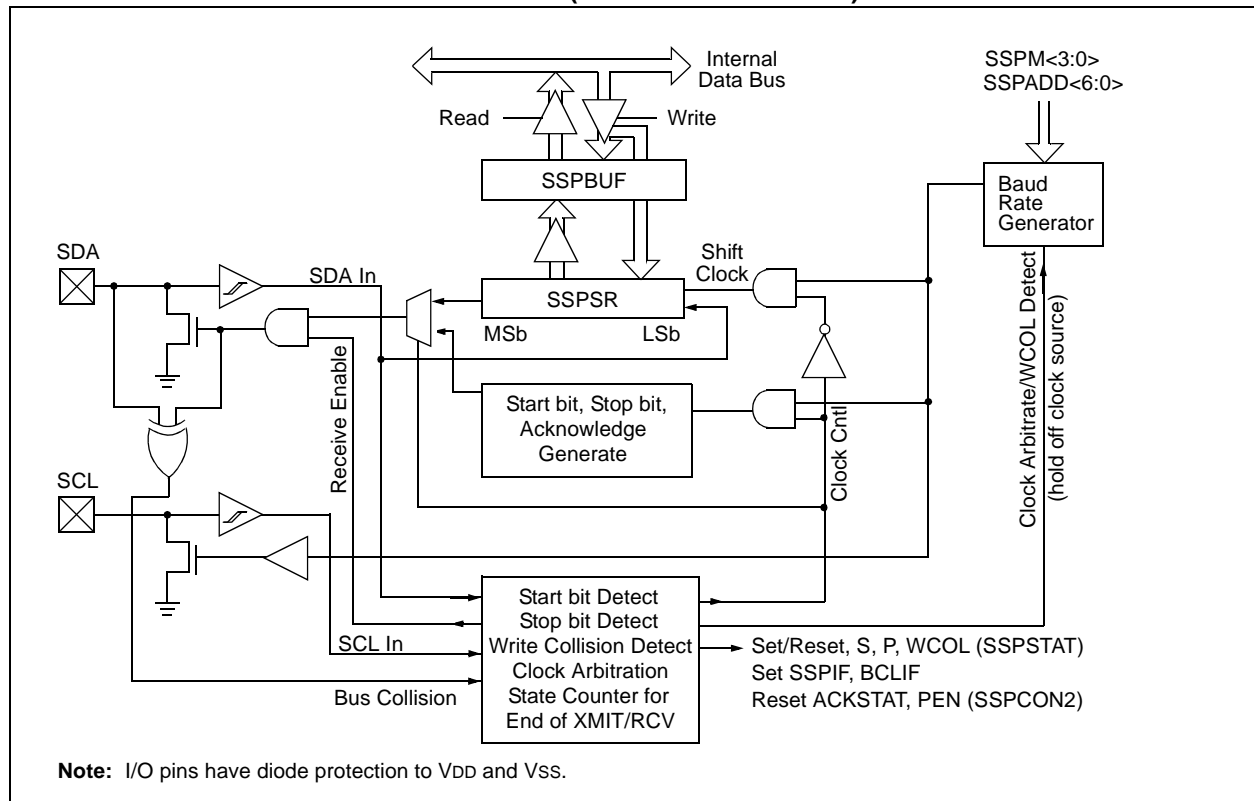 Internal
Data Bus
SSPM<3:0>
SSPADD<6:0>
Read
Write
SSPBUF
Baud
Rate
Generator
SDA
SDA In
Shift
Clock
SSPSR
MSb
LSb
Receive Enable
Start bit, Stop bit,
Acknowledge
Generate
Clock Cntl
Clock Arbitrate/WCOL Detect
(hold off clock source)
SCL
SCL In
Bus Collision
Start bit Detect
Stop bit Detect
Write Collision Detect
Clock Arbitration
State Counter for
End of XMIT/RCV
Set/Reset, S, P, WCOL (SSPSTAT)
Set SSPIF, BCLIF
Reset ACKSTAT, PEN (SSPCON2)
Note: I/O pins have diode protection to VDD and VSS.